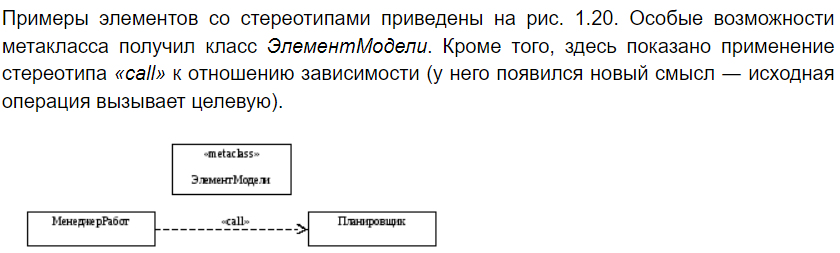 Примеры элементов со стереотипами приведены на рис. 1.20. Особые возможности
метакласса получил класс ЭлементМодели. Кроме того, здесь показано применение
стереотипа «call» к отношению зависимости (у него появился новый смысл — исходная
операция вызывает целевую).
«metaclass»
ЭлементМодели
МенеджерРабот
«call»
Планировщик